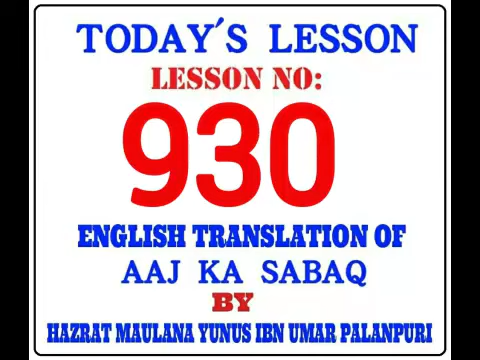 TODAY´S LESSON
LESSON NO:
930
ENGLISH TRANSLATION OF
AAJ KA SABAQ
BY
HAZRAT MAULANA YUNUS IBN UMAR PALANPURI